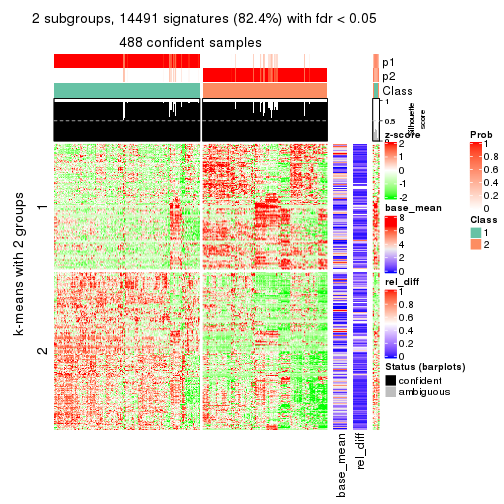 2 subgroups, 14491 signatures (82.4%) with fdr < 0.05
488 confident samples
p1
p2
Class
1
0.5
0
Silhouette
score
k-means with 2 groups
1
2
z-score
2
1
0
-1
-2
base_mean
8
6
4
2
0
rel_diff
1
0.8
0.6
0.4
0.2
0
Status (barplots)
confident
ambiguous
Prob
1
0.8
0.6
0.4
0.2
0
Class
1
2
base_mean
rel_diff